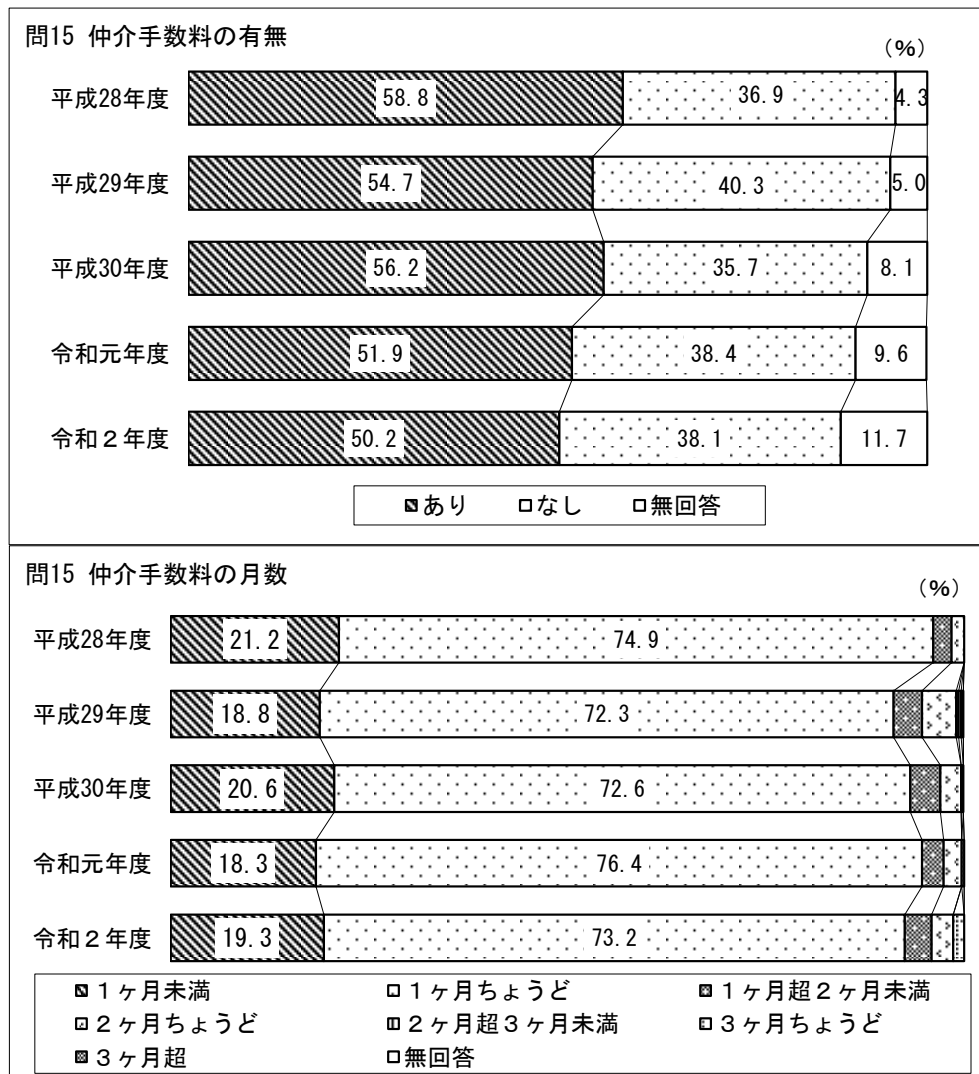 問15 仲介手数料の有無
（%）
平成28年度 58.8 36.9 4.3
平成29年度 54.7 40.3 5.0
平成30年度 56.2 35.7 8.1
令和元年度 51.9 38.4 9.6
令和２年度 50.2 38.1 11.7
あり なし 無回答
問15 仲介手数料の月数
（%）
平成28年度 21.2 74.9
平成29年度 18.8 72.3
平成30年度 20.6 72.6
令和元年度 18.3 76.4
令和２年度 19.3 73.2
１ヶ月未満 １ヶ月ちょうど １ヶ月超２ヶ月未満
２ヶ月ちょうど ２ヶ月超３ヶ月未満 ３ヶ月ちょうど
３ヶ月超 無回答